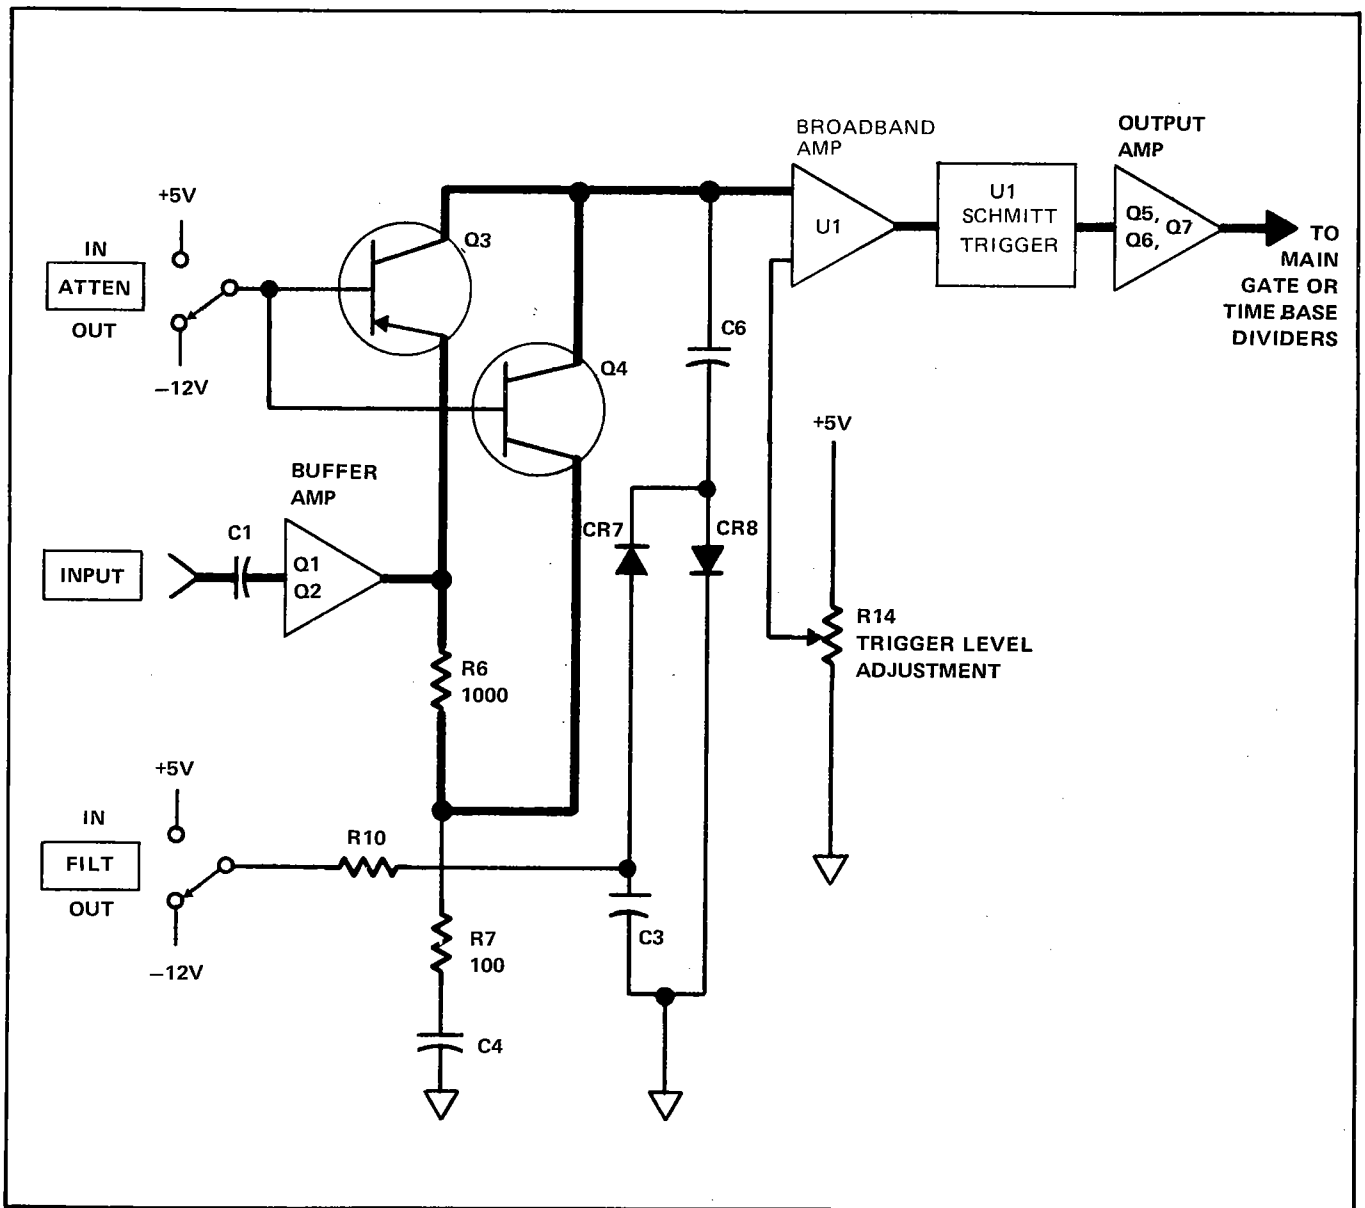 BROADBAND
AMP
OUTPUT
AMP
+5V
IN
ATTEN
OUT
−12V
Q3
Q4
U1
U1
SCHMITT
TRIGGER
Q5,
Q6, Q7
TO
MAIN
GATE OR
TIME BASE
DIVIDERS
C6
+5V
BUFFER
AMP
C1
INPUT
Q1
Q2
CR7
CR8
R14
TRIGGER LEVEL
ADJUSTMENT
R6
1000
+5V
IN
FILT
OUT
−12V
R10
R7
100
C3
C4